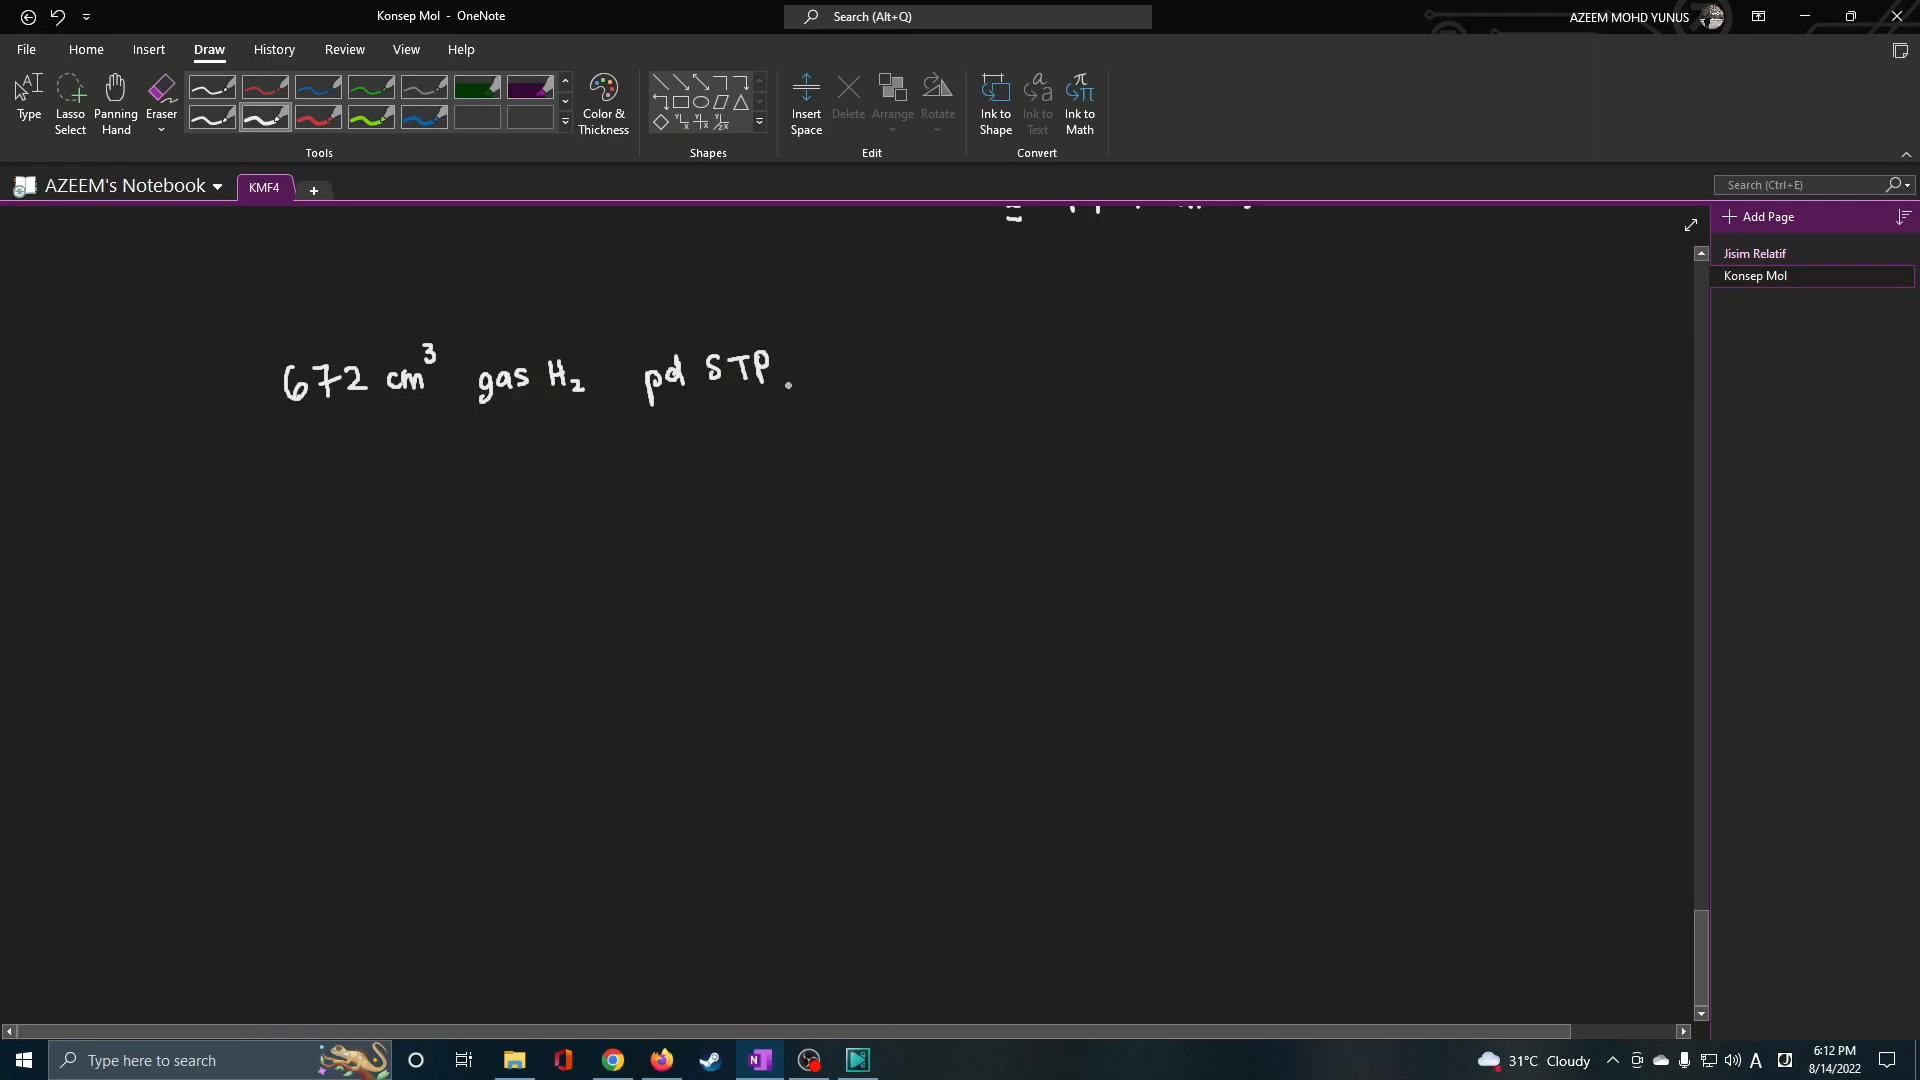 Konsep Mol - OneNote
Search (Alt+Q)
AZEEM MOHD YUNUS
File Home Insert Draw History Review View Help
Type
Lasso Select
Panning Hand
Eraser
Color & Thickness
Insert Space
Delete
Arrange
Rotate
Ink to Shape
Ink to Text
Ink to Math
Tools
Shapes
Edit
Convert
AZEEM's Notebook
KMF4
Search (Ctrl+E)
Add Page
Jisim Relatif
Konsep Mol
672 cm³ gas H₂ pd STP.
Type here to search
31°C Cloudy
6:12 PM
8/14/2022